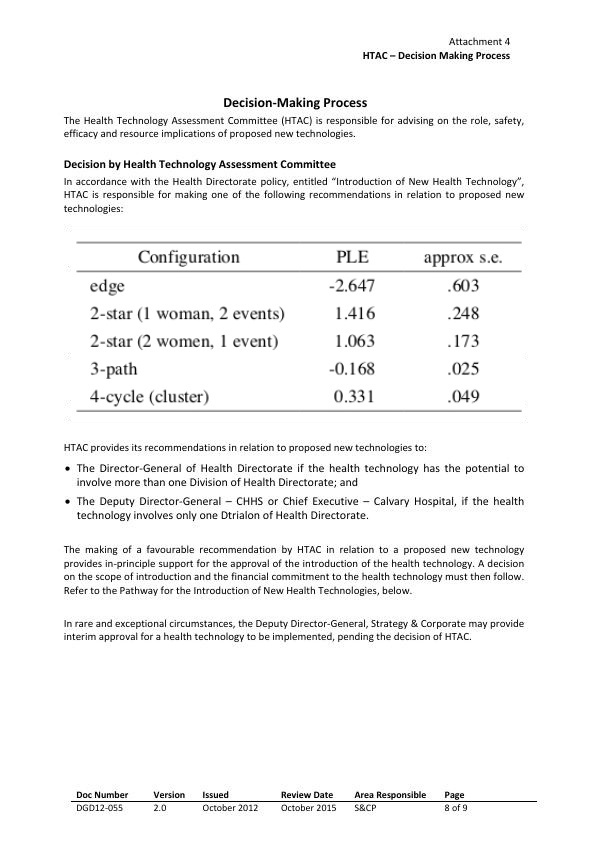 Attachment 4
HTAC – Decision Making Process
Decision-Making Process
The Health Technology Assessment Committee (HTAC) is responsible for advising on the role, safety,
efficacy and resource implications of proposed new technologies.
Decision by Health Technology Assessment Committee
In accordance with the Health Directorate policy, entitled “Introduction of New Health Technology”,
HTAC is responsible for making one of the following recommendations in relation to proposed new
technologies:
Configuration PLE approx s.e.
edge -2.647 .603
2-star (1 woman, 2 events) 1.416 .248
2-star (2 women, 1 event) 1.063 .173
3-path -0.168 .025
4-cycle (cluster) 0.331 .049
HTAC provides its recommendations in relation to proposed new technologies to:
• The Director-General of Health Directorate if the health technology has the potential to
involve more than one Division of Health Directorate; and
• The Deputy Director-General – CHHS or Chief Executive – Calvary Hospital, if the health
technology involves only one Dtrialon of Health Directorate.
The making of a favourable recommendation by HTAC in relation to a proposed new technology
provides in-principle support for the approval of the introduction of the health technology. A decision
on the scope of introduction and the financial commitment to the health technology must then follow.
Refer to the Pathway for the Introduction of New Health Technologies, below.
In rare and exceptional circumstances, the Deputy Director-General, Strategy & Corporate may provide
interim approval for a health technology to be implemented, pending the decision of HTAC.
Doc Number Version Issued Review Date Area Responsible Page
DGD12-055 2.0 October 2012 October 2015 S&CP 8 of 9